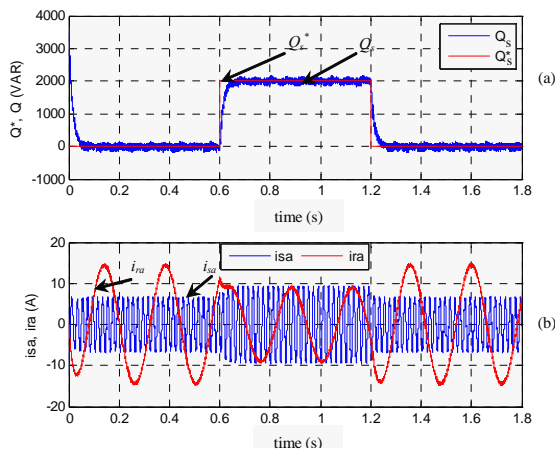 4000
3000
2000
1000
0
-1000
Q*, Q (VAR)
Qs*
Qs
QS
Q*S
(a)
0 0.2 0.4 0.6 0.8 1 1.2 1.4 1.6 1.8
time (s)
20
10
0
-10
-20
isa, ira (A)
ira
isa
isa ira
(b)
0 0.2 0.4 0.6 0.8 1 1.2 1.4 1.6 1.8
time (s)